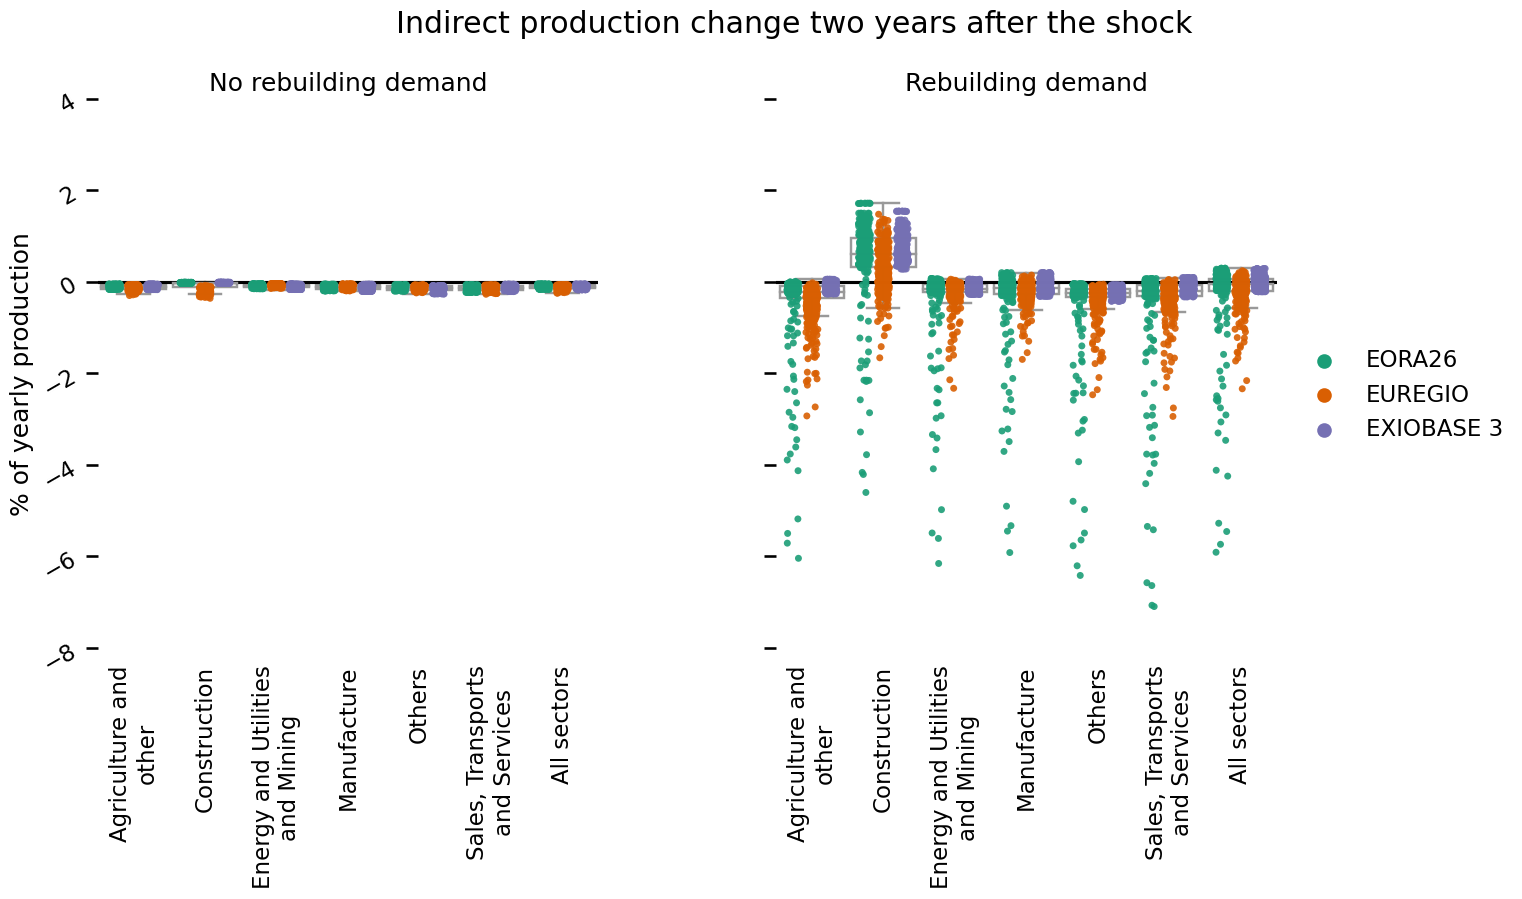 Indirect production change two years after the shock
No rebuilding demand
Rebuilding demand
% of yearly production
4
2
0
−2
−4
−6
−8
Agriculture and
other
Construction
Energy and Utilities
and Mining
Manufacture
Others
Sales, Transports
and Services
All sectors
Agriculture and
other
Construction
Energy and Utilities
and Mining
Manufacture
Others
Sales, Transports
and Services
All sectors
EORA26
EUREGIO
EXIOBASE 3